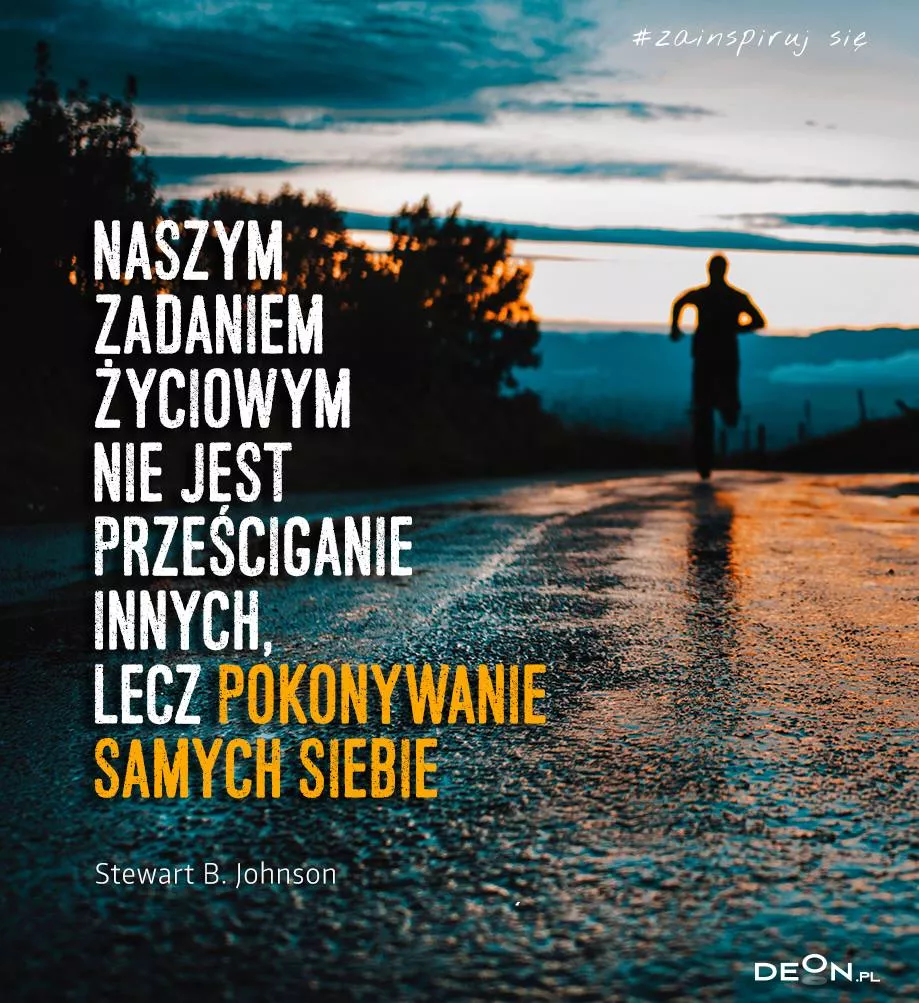 #zainspiruj się
NASZYM
ZADANIEM
ŻYCIOWYM
NIE JEST
PRZEŚCIGANIE
INNYCH,
LECZ POKONYWANIE
SAMYCH SIEBIE
Stewart B. Johnson
DEON.PL